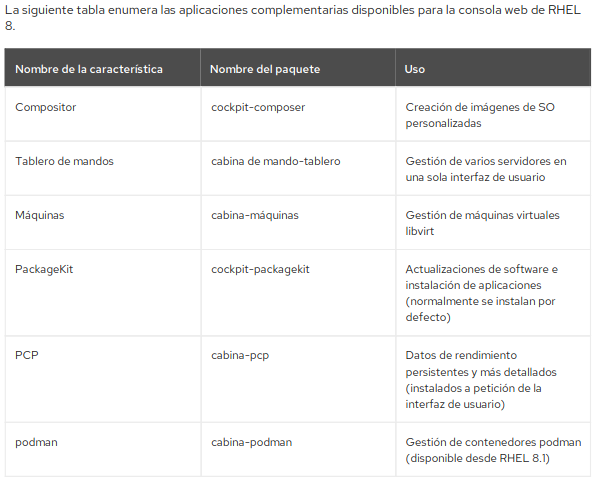 La siguiente tabla enumera las aplicaciones complementarias disponibles para la consola web de RHEL
8.
Nombre de la característica Nombre del paquete Uso
Compositor cockpit-composer Creación de imágenes de SO
personalizadas
Tablero de mandos cabina de mando-tablero Gestión de varios servidores en
una sola interfaz de usuario
Máquinas cabina-máquinas Gestión de máquinas virtuales
libvirt
PackageKit cockpit-packagekit Actualizaciones de software e
instalación de aplicaciones
(normalmente se instalan por
defecto)
PCP cabina-pcp Datos de rendimiento
persistentes y más detallados
(instalados a petición de la
interfaz de usuario)
podman cabina-podman Gestión de contenedores podman
(disponible desde RHEL 8.1)